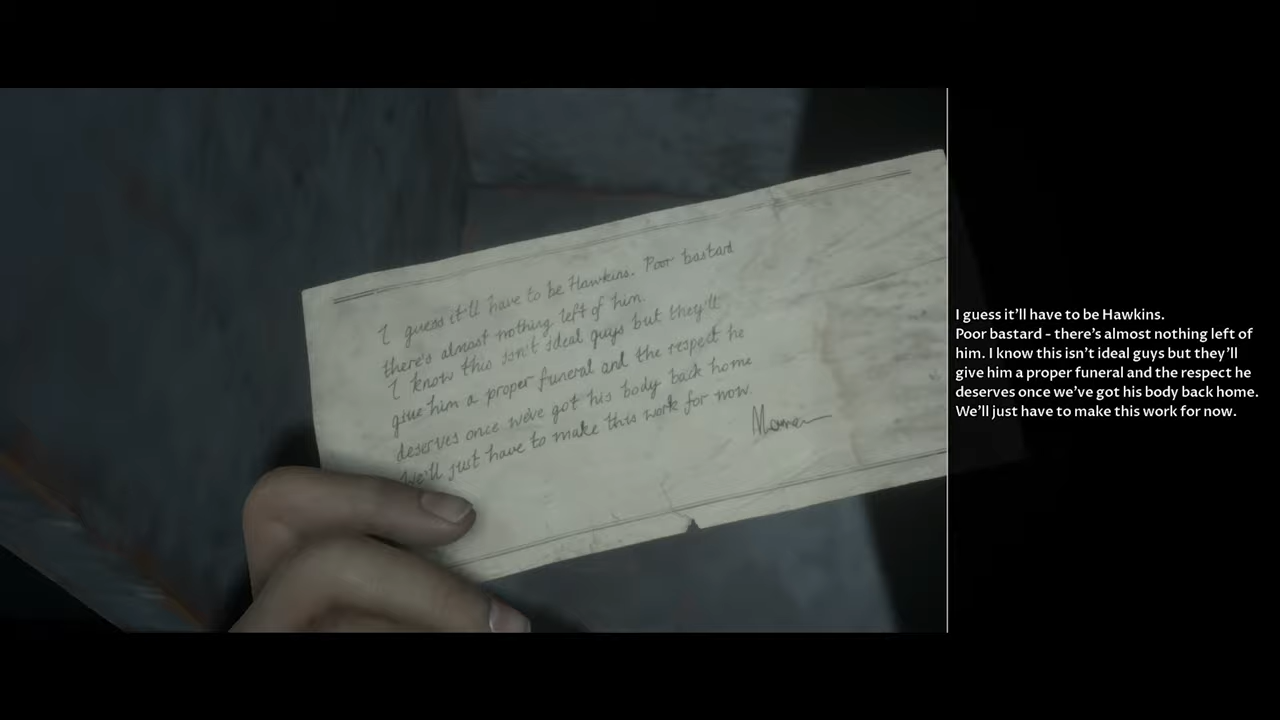 I guess it'll have to be Hawkins. Poor bastard
there's almost nothing left of him.
I know this isn't ideal guys but they'll
give him a proper funeral and the respect he
deserves once we've got his body back home
We'll just have to make this work for now.
I guess it'll have to be Hawkins.
Poor bastard - there's almost nothing left of
him. I know this isn't ideal guys but they'll
give him a proper funeral and the respect he
deserves once we've got his body back home.
We'll just have to make this work for now.